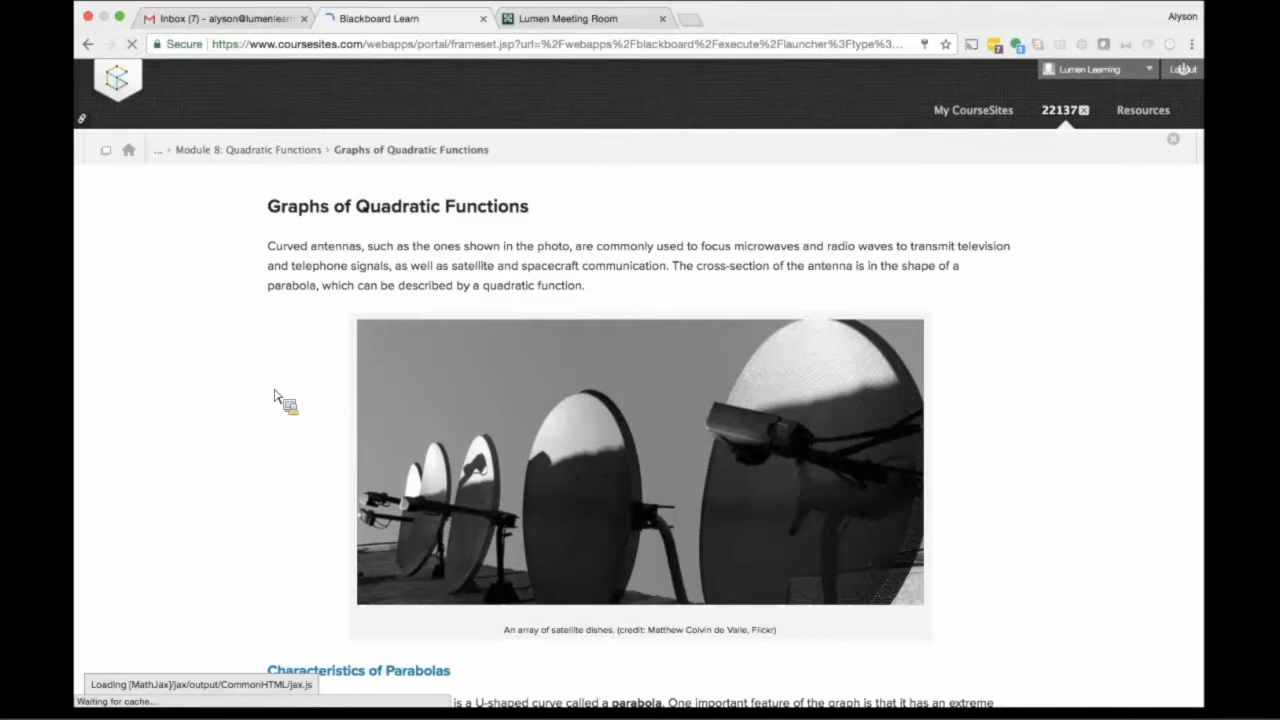 Inbox (7) - alyson@lumenlearn
Blackboard Learn
Lumen Meeting Room
Alyson
Secure
https://www.coursesites.com/webapps/portal/frameset.jsp?url=%2Fwebapps%2Fblackboard%2Fexecute%2Flauncher%3Ftype%3...
Lumen Learning
My CourseSites
22137
Resources
... Module 8: Quadratic Functions > Graphs of Quadratic Functions
Graphs of Quadratic Functions
Curved antennas, such as the ones shown in the photo, are commonly used to focus microwaves and radio waves to transmit television
and telephone signals, as well as satellite and spacecraft communication. The cross-section of the antenna is in the shape of a
parabola, which can be described by a quadratic function.
An array of satellite dishes. (credit: Matthew Colvin de Valle, Flickr)
Characteristics of Parabolas
Loading [MathJax]/jax/output/CommonHTML/jax.js
Waiting for cache...
is a U-shaped curve called a parabola. One important feature of the graph is that it has an extreme